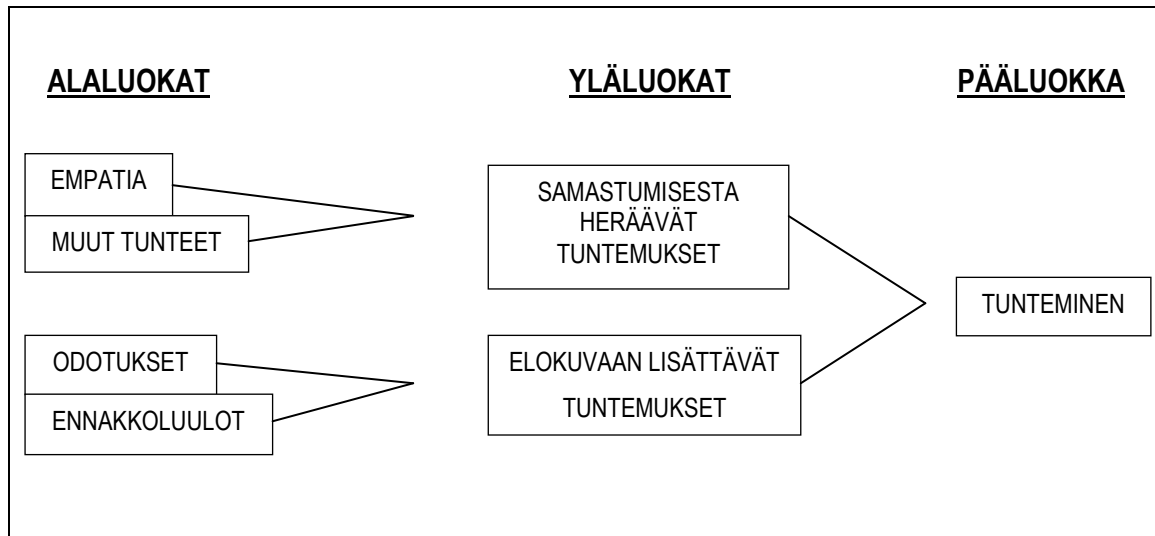 ALALUOKAT
YLÄLUOKAT
PÄÄLUOKKA
EMPATIA
MUUT TUNTEET
SAMASTUMISESTA
HERÄÄVÄT
TUNTEMUKSET
TUNTEMINEN
ODOTUKSET
ENNAKKOLUULOT
ELOKUVAAN LISÄTTÄVÄT
TUNTEMUKSET